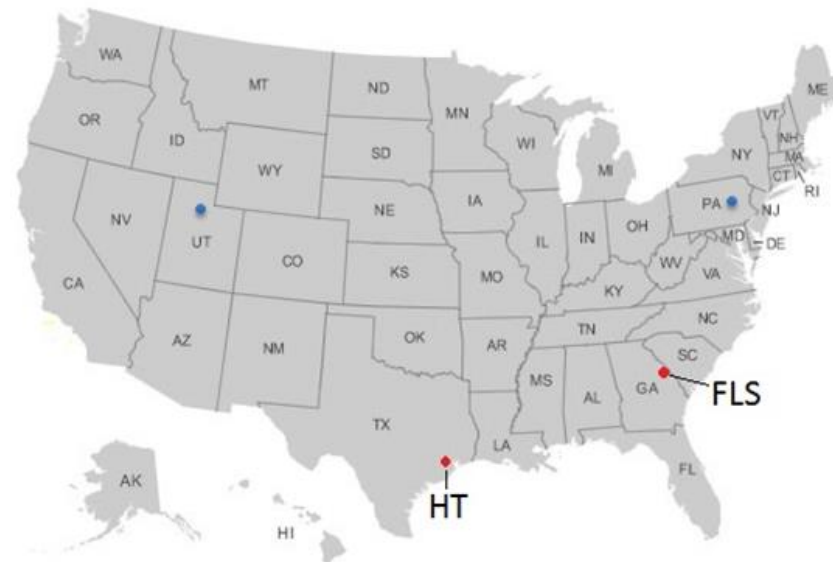 WA
MT
ND
MN
ME
OR
ID
SD
WI
MI
VT
NH
NY
MA
CT
RI
WY
NE
IA
PA
NJ
NV
UT
CO
KS
MO
IL
IN
OH
MD
DE
WV
VA
KY
CA
AZ
NM
OK
AR
TN
NC
SC
MS
AL
GA
FLS
TX
LA
FL
HT
AK
HI